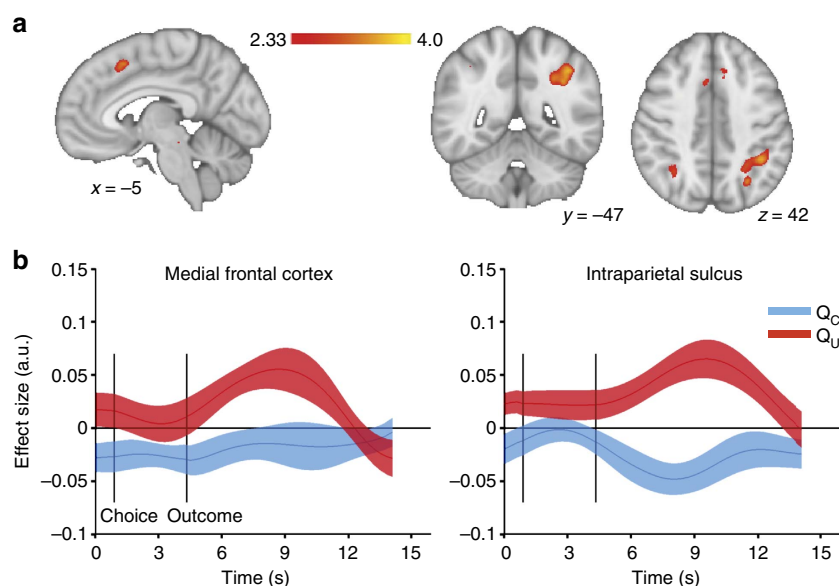 a
2.33
4.0
x = –5
y = –47
z = 42
b
Medial frontal cortex
Effect size (a.u.)
0.15
0.1
0.05
0
–0.05
–0.1
Choice
Outcome
0
3
6
9
12
15
Time (s)
Intraparietal sulcus
Q_C
Q_U
0.15
0.1
0.05
0
–0.05
–0.1
0
3
6
9
12
15
Time (s)